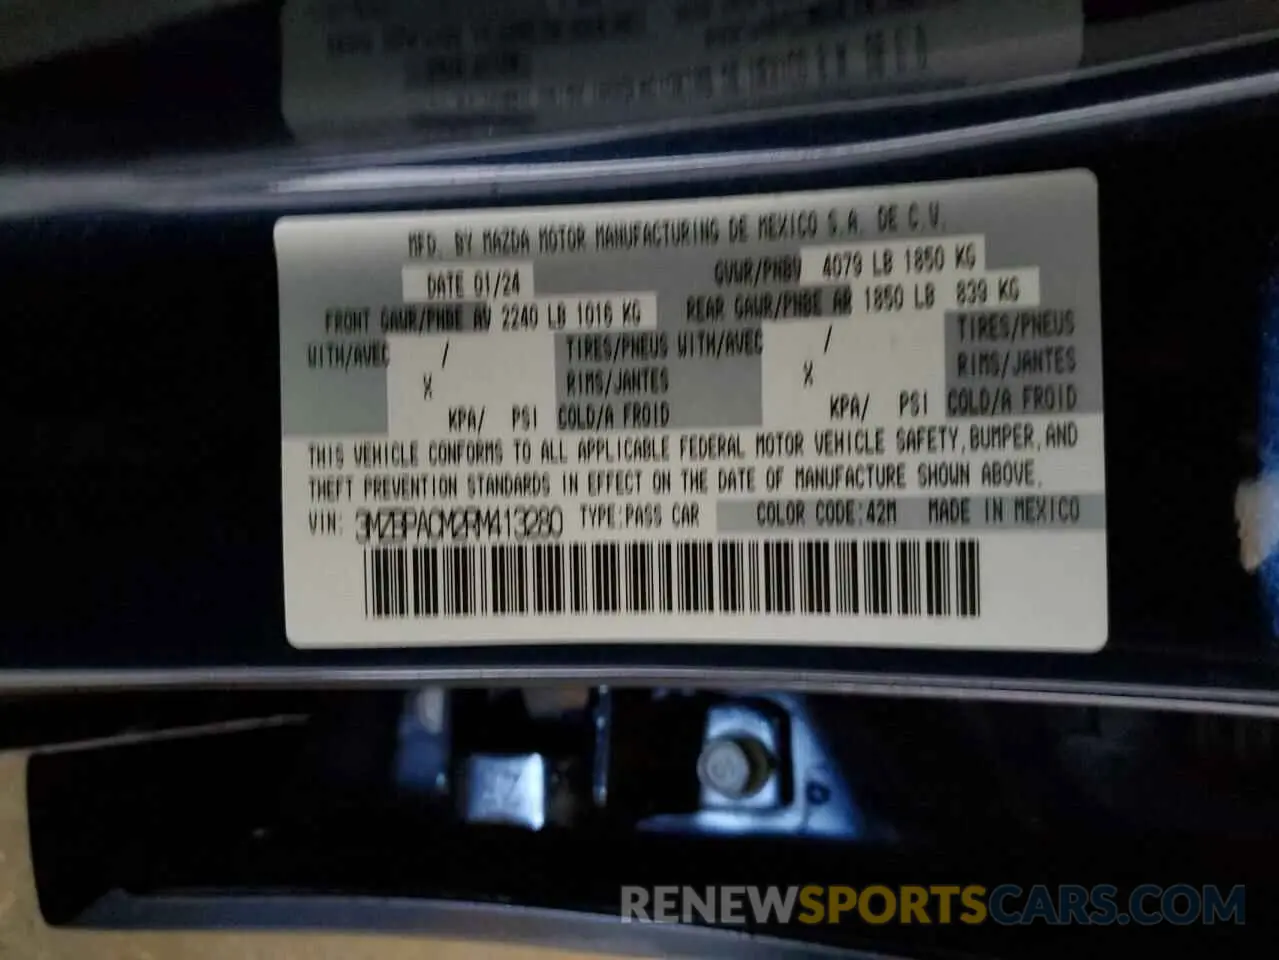 MFD. BY MAZDA MOTOR MANUFACTURING DE MEXICO S.A. DE C.V.
DATE 01/24 GVWR/PNBV 4079 LB 1850 KG
FRONT GAWR/PNBE AV 2240 LB 1016 KG REAR GAWR/PNBE AR 1850 LB 839 KG
WITH/AVEC / TIRES/PNEUS WITH/AVEC / TIRES/PNEUS
X RIMS/JANTES X RIMS/JANTES
KPA/ PSI COLD/A FROID KPA/ PSI COLD/A FROID
THIS VEHICLE CONFORMS TO ALL APPLICABLE FEDERAL MOTOR VEHICLE SAFETY, BUMPER, AND
THEFT PREVENTION STANDARDS IN EFFECT ON THE DATE OF MANUFACTURE SHOWN ABOVE.
VIN: 3MZBPACM2RM413280 TYPE:PASS CAR COLOR CODE:42M MADE IN MEXICO
RENEWSPORTSCARS.COM